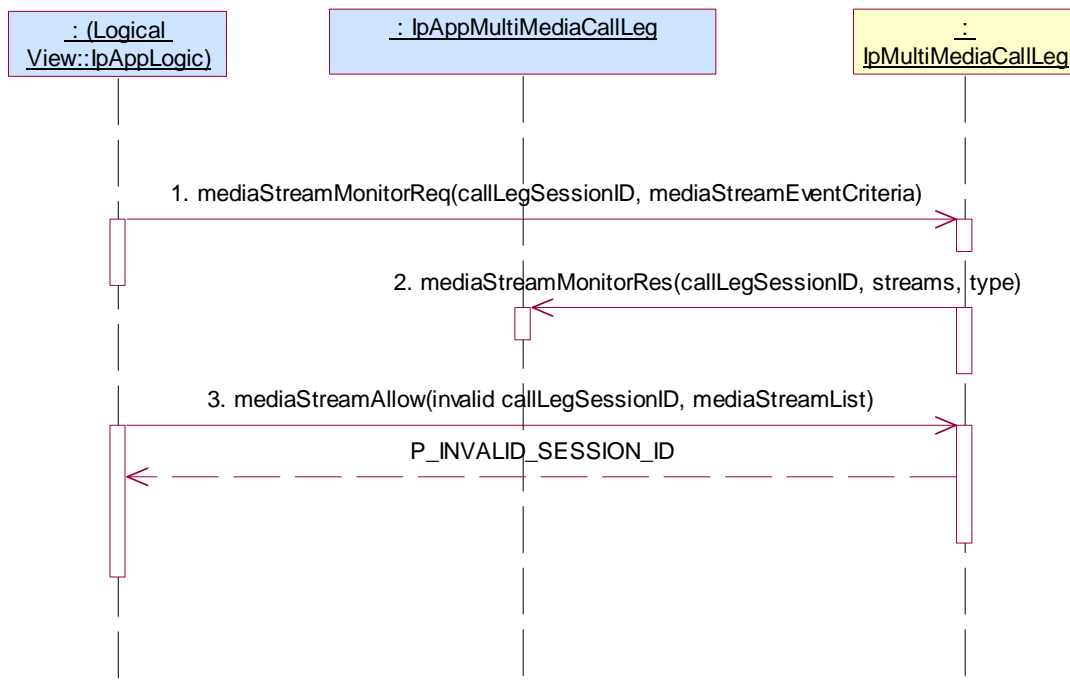 : (Logical
View::IpAppLogic)
: IpAppMultiMediaCallLeg
:
IpMultiMediaCallLeg
1. mediaStreamMonitorReq(callLegSessionID, mediaStreamEventCriteria)
2. mediaStreamMonitorRes(callLegSessionID, streams, type)
3. mediaStreamAllow(invalid callLegSessionID, mediaStreamList)
P_INVALID_SESSION_ID